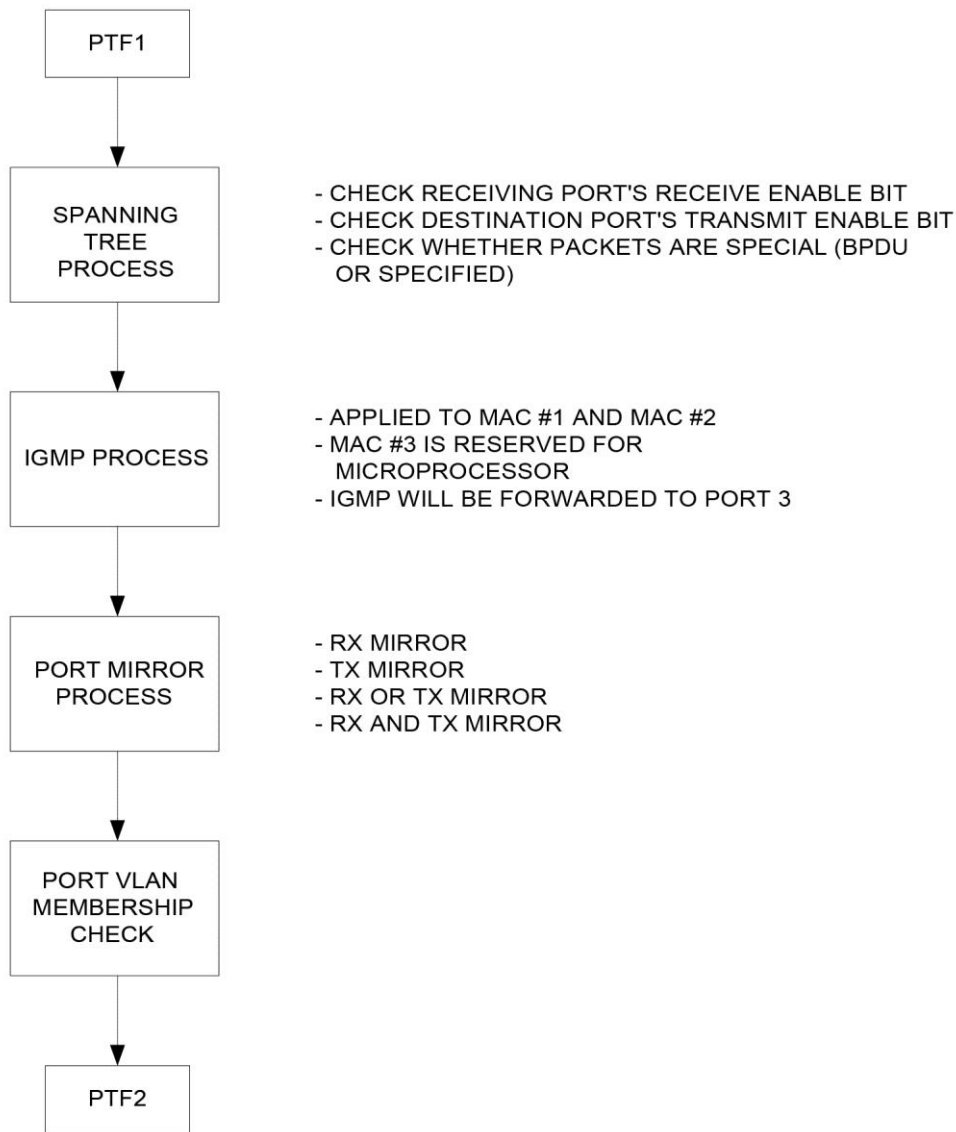 PTF1
SPANNING
TREE
PROCESS
- CHECK RECEIVING PORT'S RECEIVE ENABLE BIT
- CHECK DESTINATION PORT'S TRANSMIT ENABLE BIT
- CHECK WHETHER PACKETS ARE SPECIAL (BPDU
OR SPECIFIED)
IGMP PROCESS
- APPLIED TO MAC #1 AND MAC #2
- MAC #3 IS RESERVED FOR
MICROPROCESSOR
- IGMP WILL BE FORWARDED TO PORT 3
PORT MIRROR
PROCESS
- RX MIRROR
- TX MIRROR
- RX OR TX MIRROR
- RX AND TX MIRROR
PORT VLAN
MEMBERSHIP
CHECK
PTF2